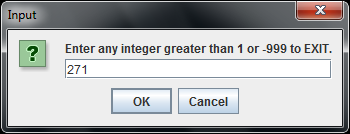 Input
Enter any integer greater than 1 or -999 to EXIT.
271
OK Cancel